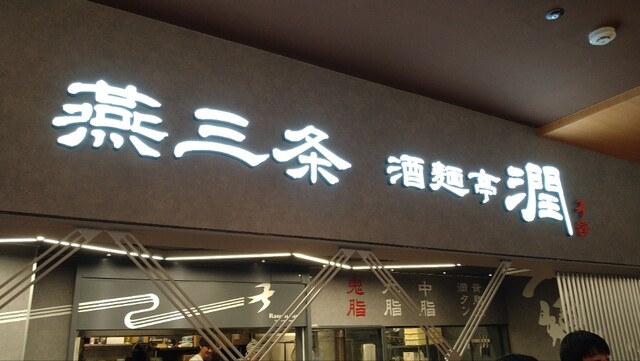 燕三条 酒麺亭 潤
鬼脂
大脂
中脂